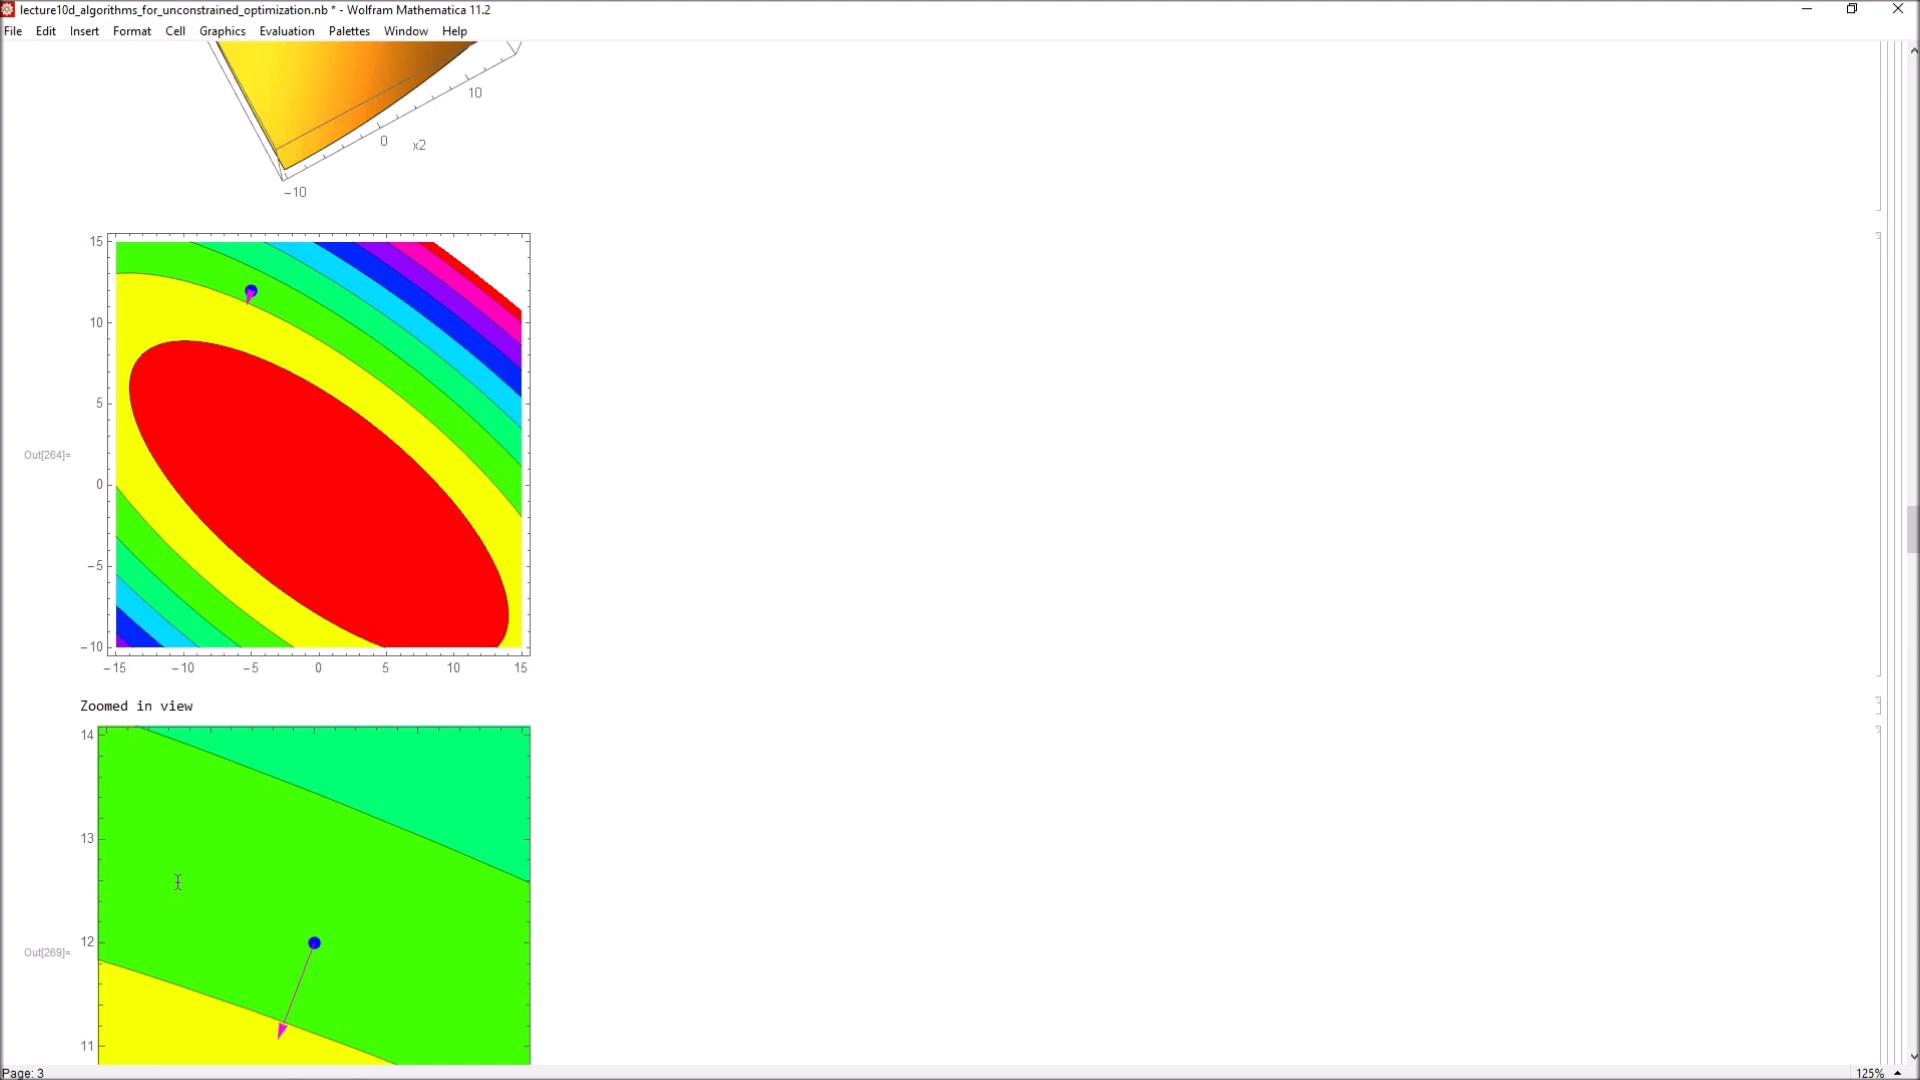 lecture10d_algorithms_for_unconstrained_optimization.nb * - Wolfram Mathematica 11.2
File Edit Insert Format Cell Graphics Evaluation Palettes Window Help
10
0 x2
−10
15
10
5
0
−5
−10
−15 −10 −5 0 5 10 15
Out[264]=
Zoomed in view
14
13
12
11
Out[269]=
Page: 3 125%